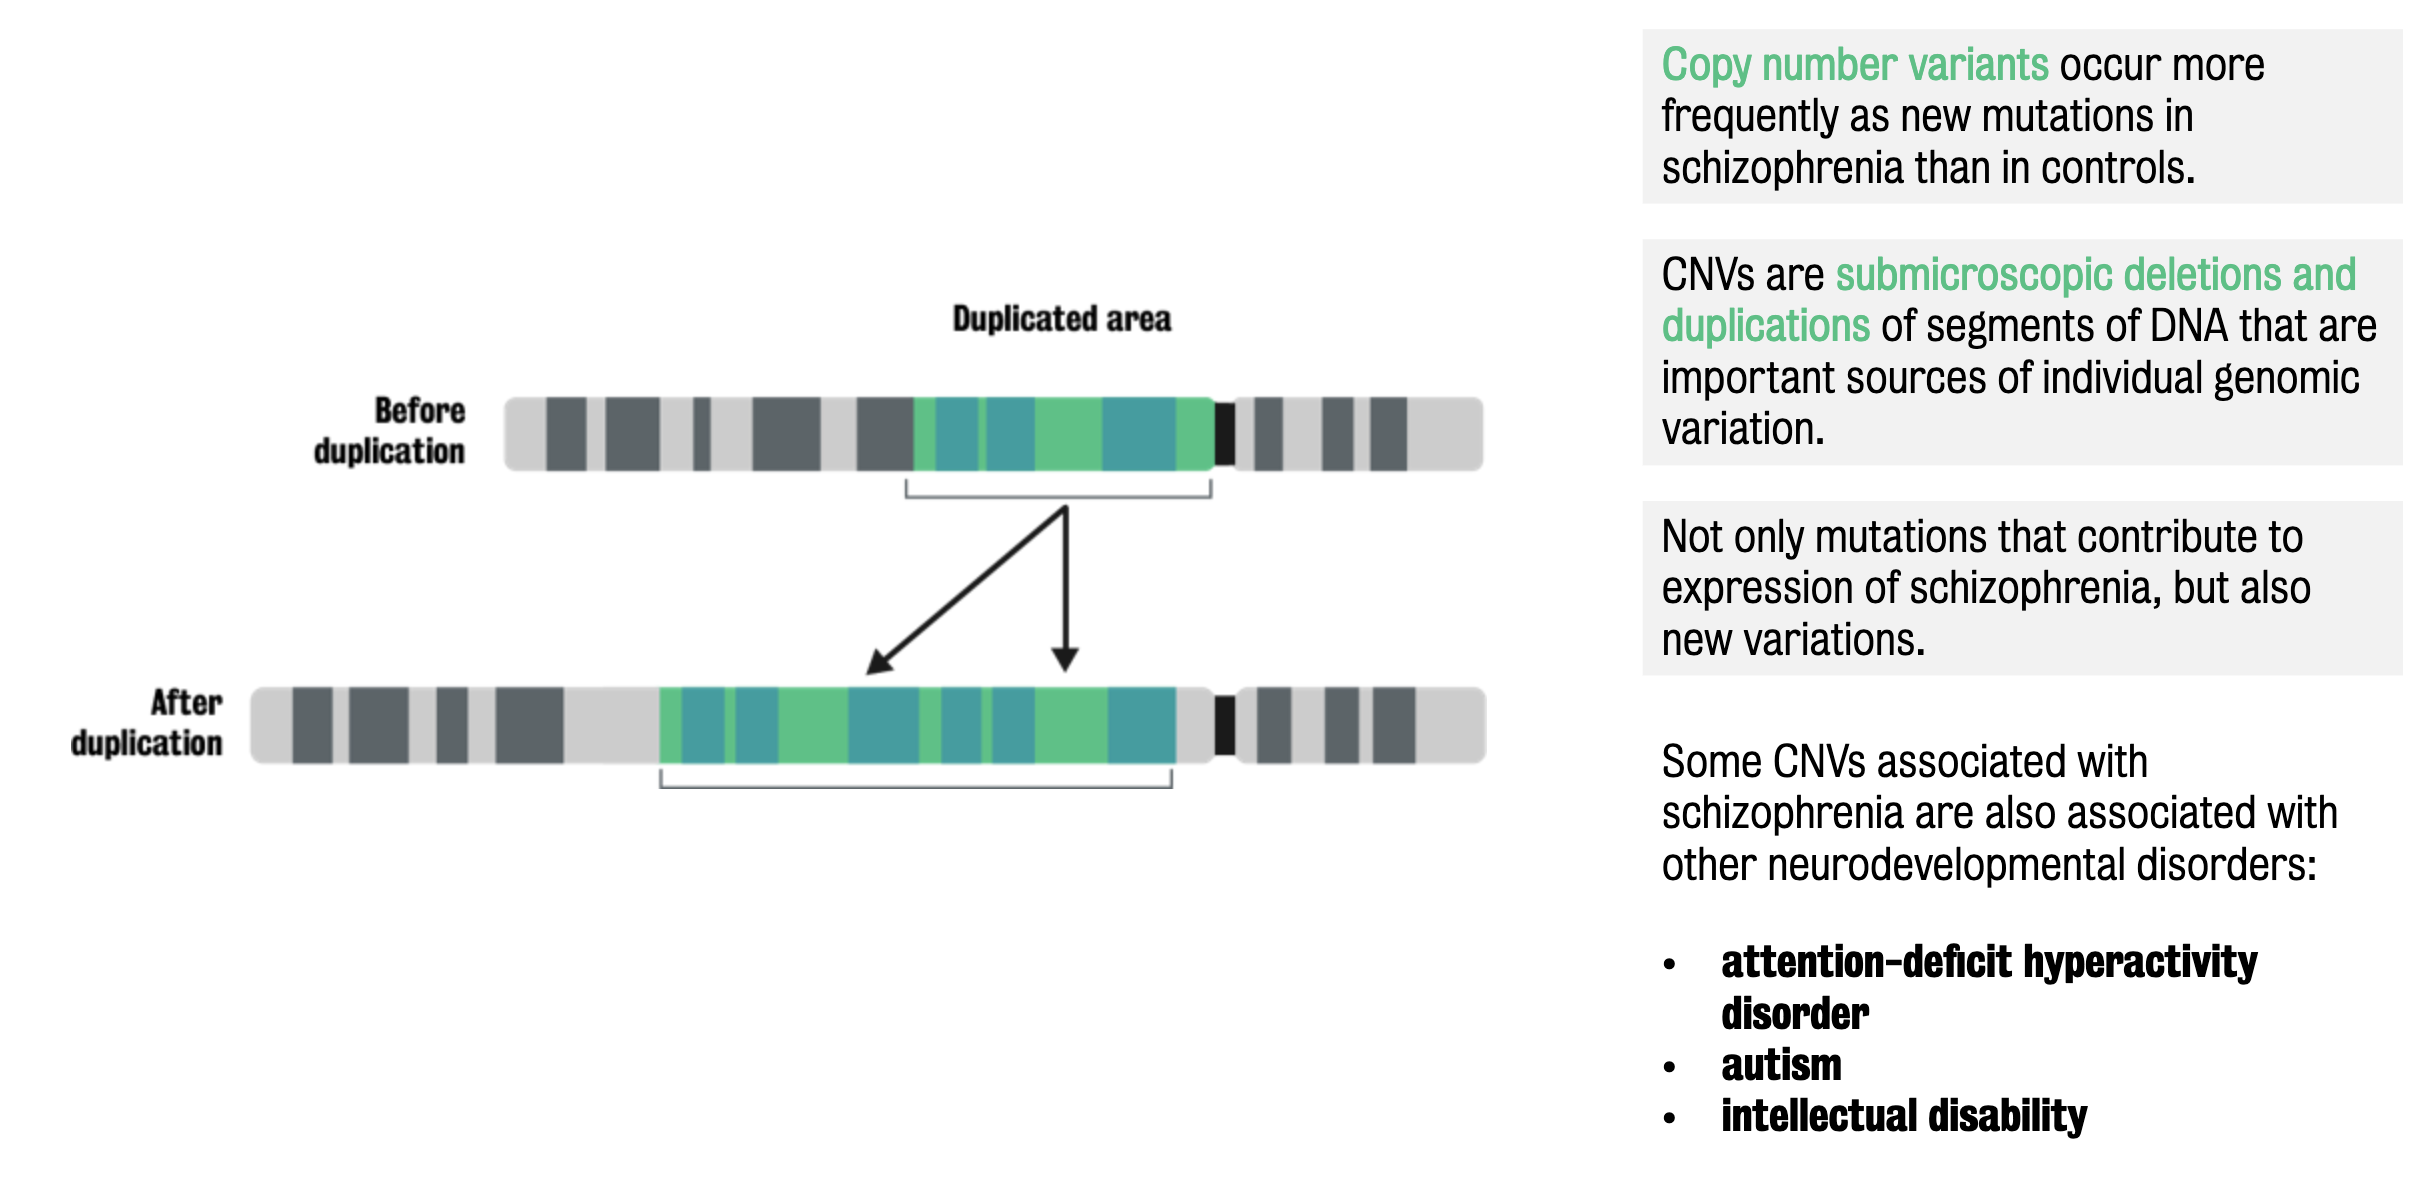 Duplicated area
Before
duplication
After
duplication
Copy number variants occur more
frequently as new mutations in
schizophrenia than in controls.
CNVs are submicroscopic deletions and
duplications of segments of DNA that are
important sources of individual genomic
variation.
Not only mutations that contribute to
expression of schizophrenia, but also
new variations.
Some CNVs associated with
schizophrenia are also associated with
other neurodevelopmental disorders:
• attention-deficit hyperactivity
disorder
• autism
• intellectual disability